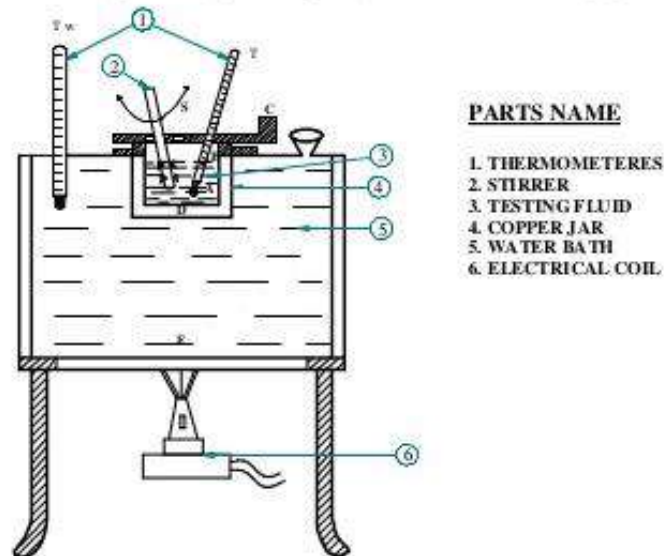 1
T w
T
2
S
C
3
4
D
5
6
PARTS NAME
1. THERMOMETERES
2. STIRRER
3. TESTING FLUID
4. COPPER JAR
5. WATER BATH
6. ELECTRICAL COIL